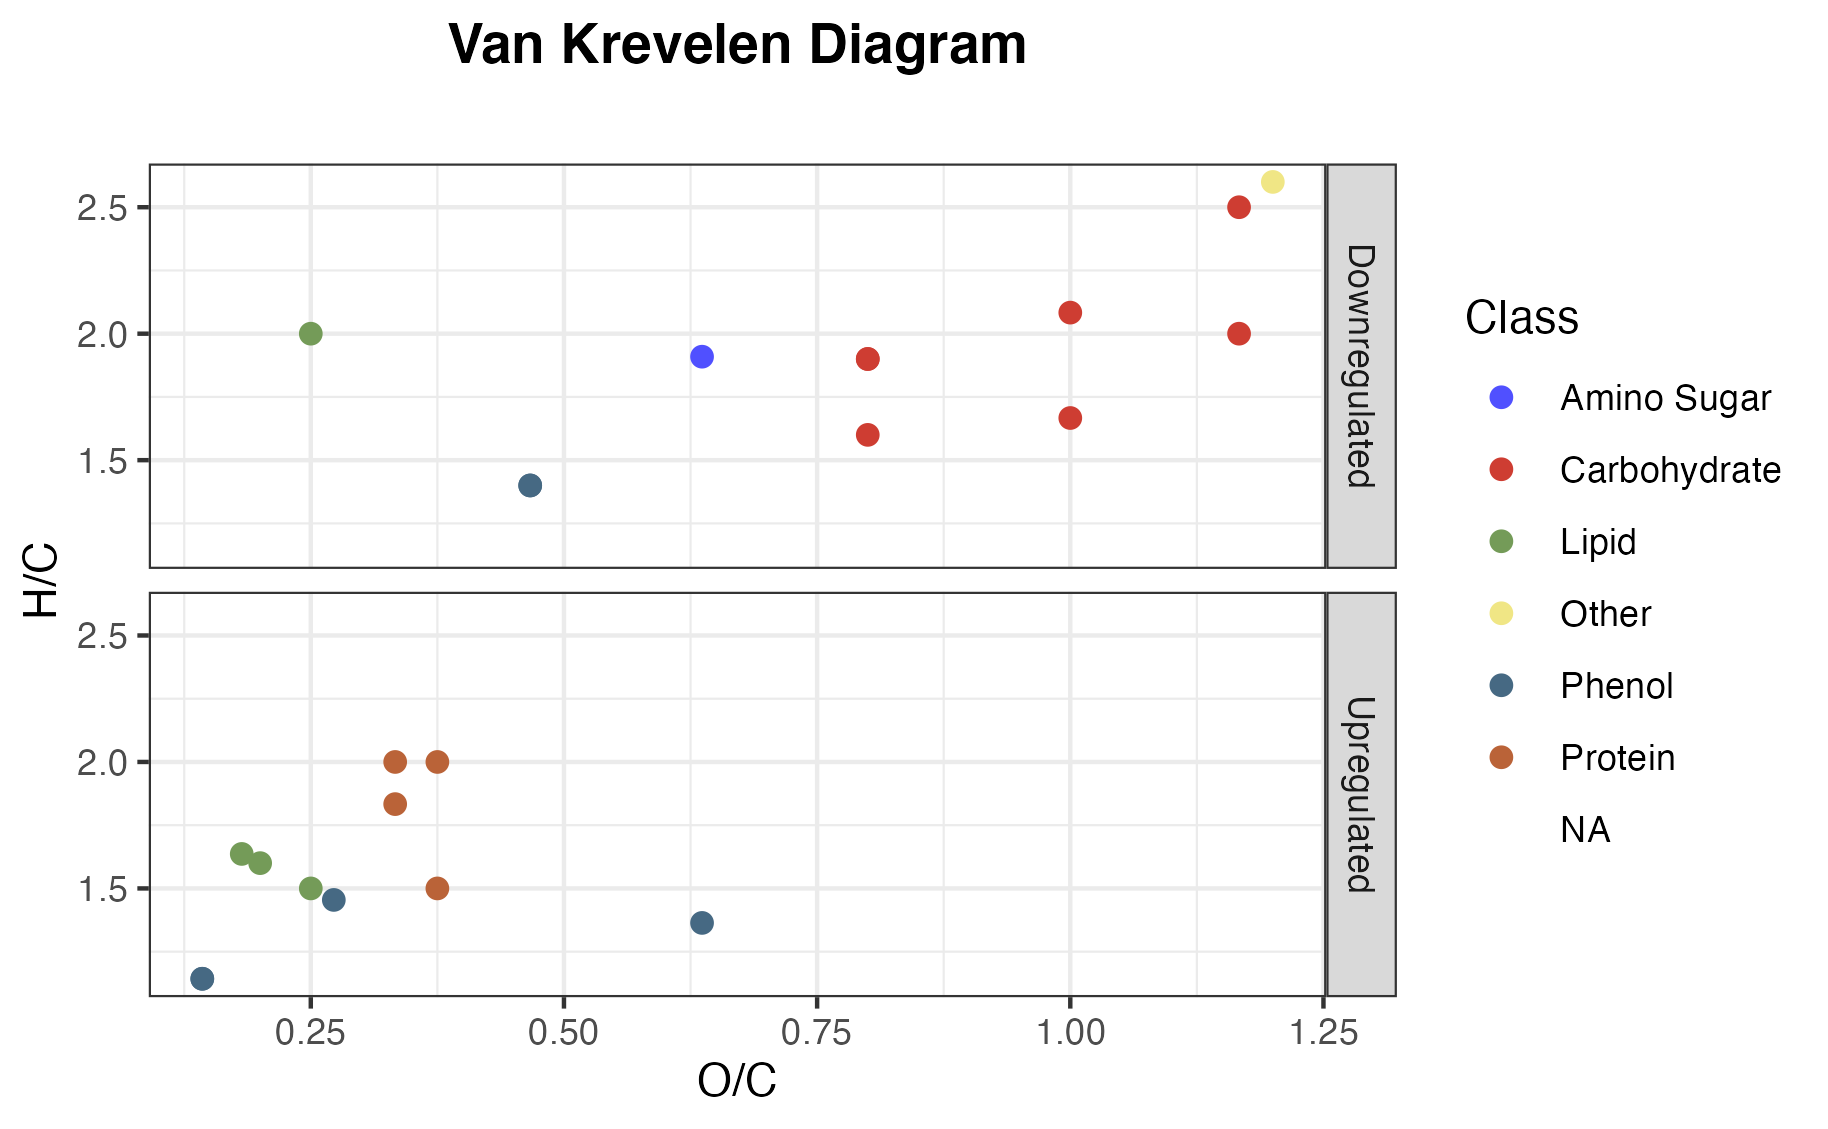 Van Krevelen Diagram
H/C
2.5
2.0
1.5
Downregulated
2.5
2.0
1.5
Upregulated
0.25 0.50 0.75 1.00 1.25
O/C
Class
Amino Sugar
Carbohydrate
Lipid
Other
Phenol
Protein
NA